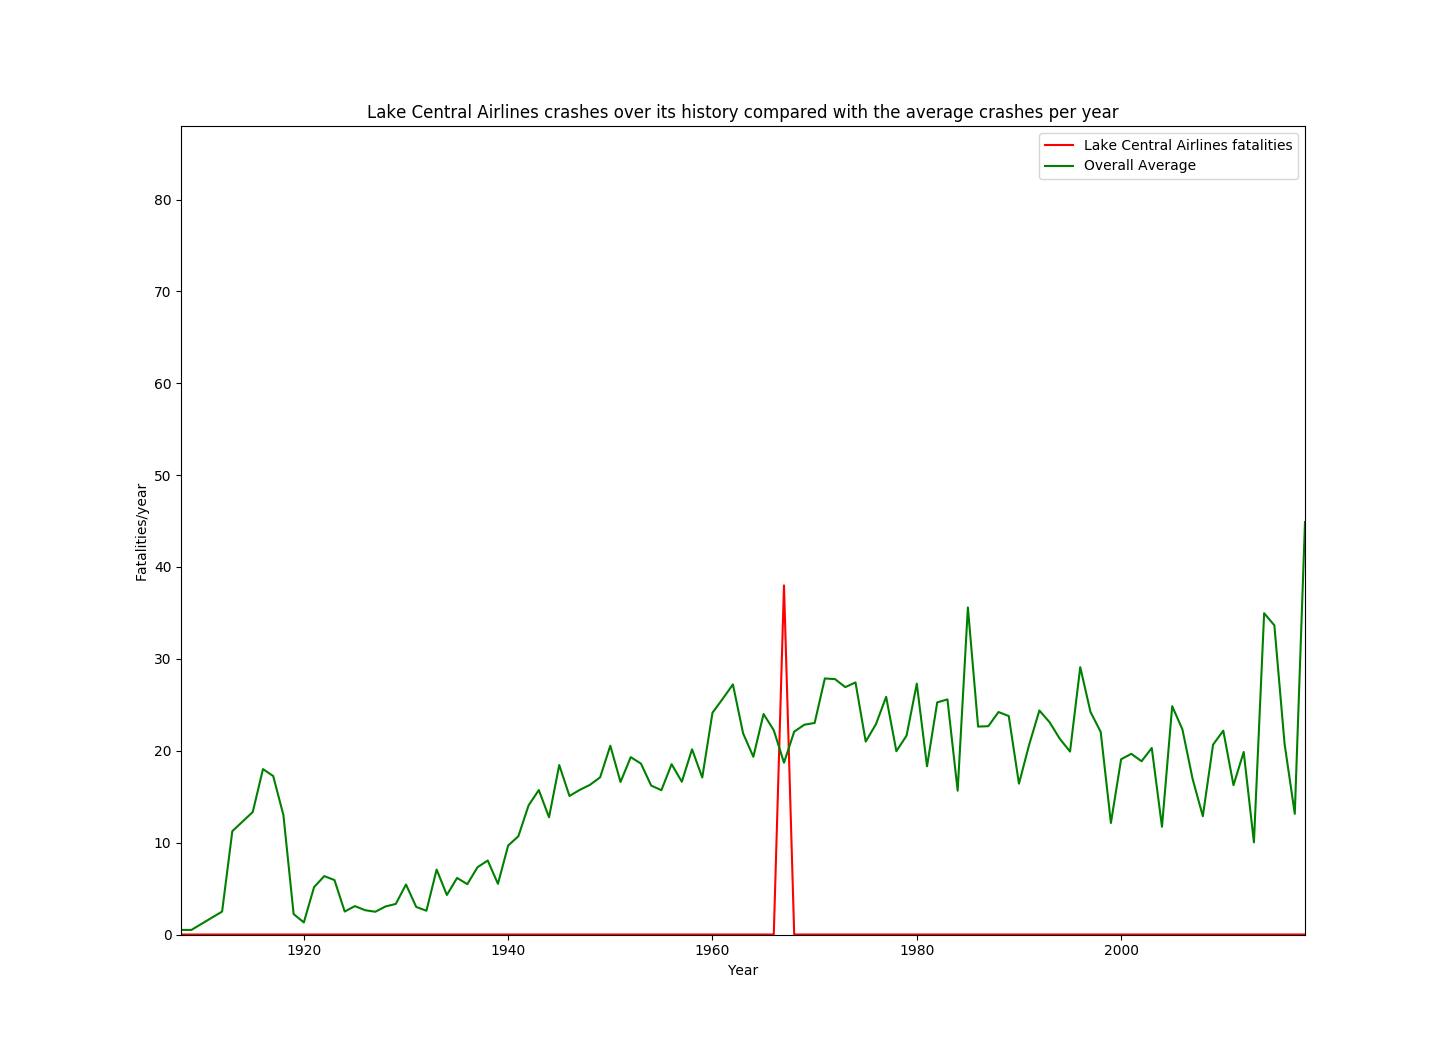 Lake Central Airlines crashes over its history compared with the average crashes per year
Lake Central Airlines fatalities
Overall Average
80
70
60
50
40
30
20
10
0
Fatalities/year
1920 1940 1960 1980 2000
Year